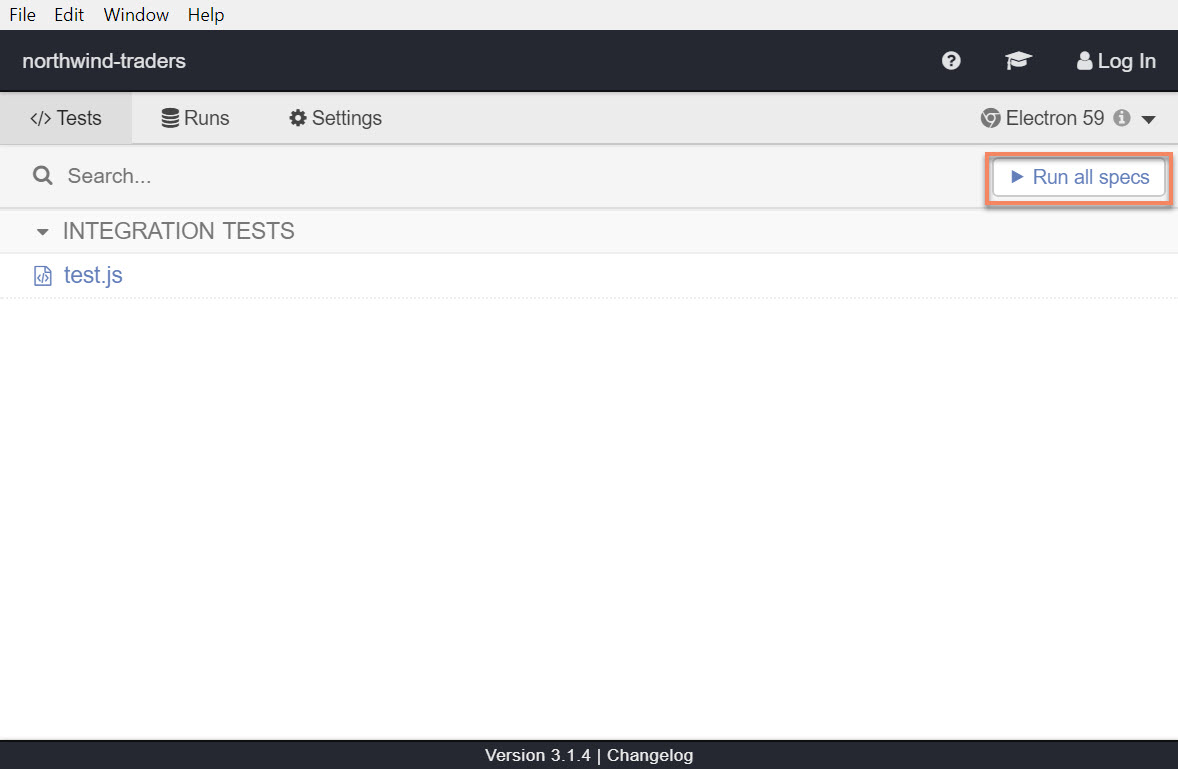 File Edit Window Help
northwind-traders Log In
</> Tests Runs Settings Electron 59
Search... Run all specs
INTEGRATION TESTS
test.js
Version 3.1.4 | Changelog